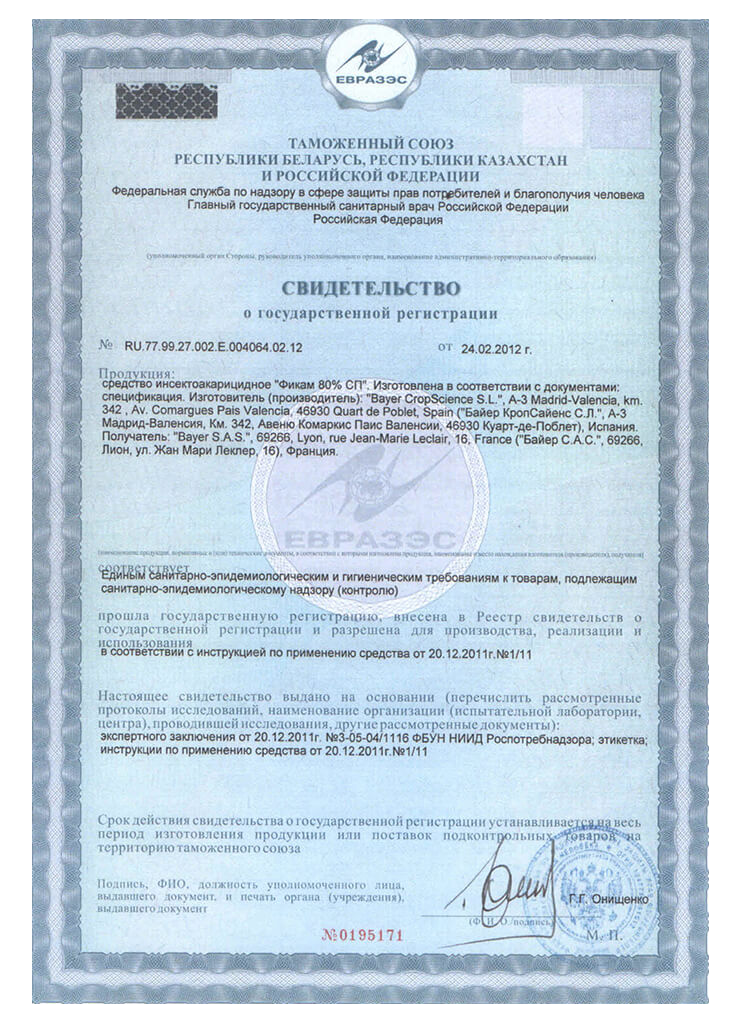 ЕВРАЗЭС
ТАМОЖЕННЫЙ СОЮЗ
РЕСПУБЛИКИ БЕЛАРУСЬ, РЕСПУБЛИКИ КАЗАХСТАН
И РОССИЙСКОЙ ФЕДЕРАЦИИ
Федеральная служба по надзору в сфере защиты прав потребителей и благополучия человека
Главный государственный санитарный врач Российской Федерации
Российская Федерация
(уполномоченный орган Стороны, руководитель уполномоченного органа, наименование административно-территориального образования)
СВИДЕТЕЛЬСТВО
о государственной регистрации
№ RU.77.99.27.002.Е.004064.02.12 от 24.02.2012 г.
Продукция:
средство инсектоакарицидное "Фикам 80% СП". Изготовлена в соответствии с документами:
спецификация. Изготовитель (производитель): "Bayer CropScience S.L.", A-3 Madrid-Valencia, km.
342 , Av. Comargues Pais Valencia, 46930 Quart de Poblet, Spain ("Байер КропСайенс С.Л.", А-3
Мадрид-Валенсия, Км. 342, Авеню Комаркис Паис Валенсии, 46930 Куарт-де-Поблет), Испания.
Получатель: "Bayer S.A.S.", 69266, Lyon, rue Jean-Marie Leclair, 16, France ("Байер С.А.С.", 69266,
Лион, ул. Жан Мари Леклер, 16), Франция.
ЕВРАЗЭС
(наименование продукции, нормативные и (или) технические документы, в соответствии с которыми изготовлена продукция, наименование и место нахождения изготовителя (производителя), получателя)
соответствует
Единым санитарно-эпидемиологическим и гигиеническим требованиям к товарам, подлежащим
санитарно-эпидемиологическому надзору (контролю)
прошла государственную регистрацию, внесена в Реестр свидетельств о
государственной регистрации и разрешена для производства, реализации и
использования
в соответствии с инструкцией по применению средства от 20.12.2011г.№1/11
Настоящее свидетельство выдано на основании (перечислить рассмотренные
протоколы исследований, наименование организации (испытательной лаборатории,
центра), проводившей исследования, другие рассмотренные документы):
экспертного заключения от 20.12.2011г. №3-05-04/1116 ФБУН НИИД Роспотребнадзора; этикетка;
инструкции по применению средства от 20.12.2011г.№1/11
Срок действия свидетельства о государственной регистрации устанавливается на весь
период изготовления продукции или поставок подконтрольных товаров на
территорию таможенного союза
Подпись, ФИО, должность уполномоченного лица,
выдавшего документ, и печать органа (учреждения),
выдавшего документ
Г.Г. Онищенко
(Ф. И. О./подпись)
М. П.
№0195171